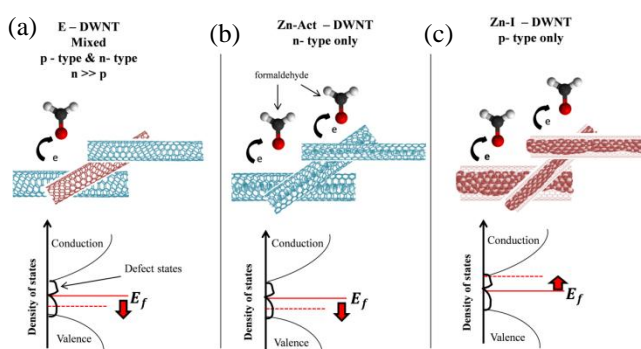 (a)
E – DWNT
Mixed
p - type & n- type
n >> p
e
Conduction
Defect states
Density of states
E_f
Valence
(b)
Zn-Act – DWNT
n- type only
formaldehyde
e
e
Conduction
Density of states
E_f
Valence
(c)
Zn-I – DWNT
p- type only
e
e
Conduction
Density of states
E_f
Valence